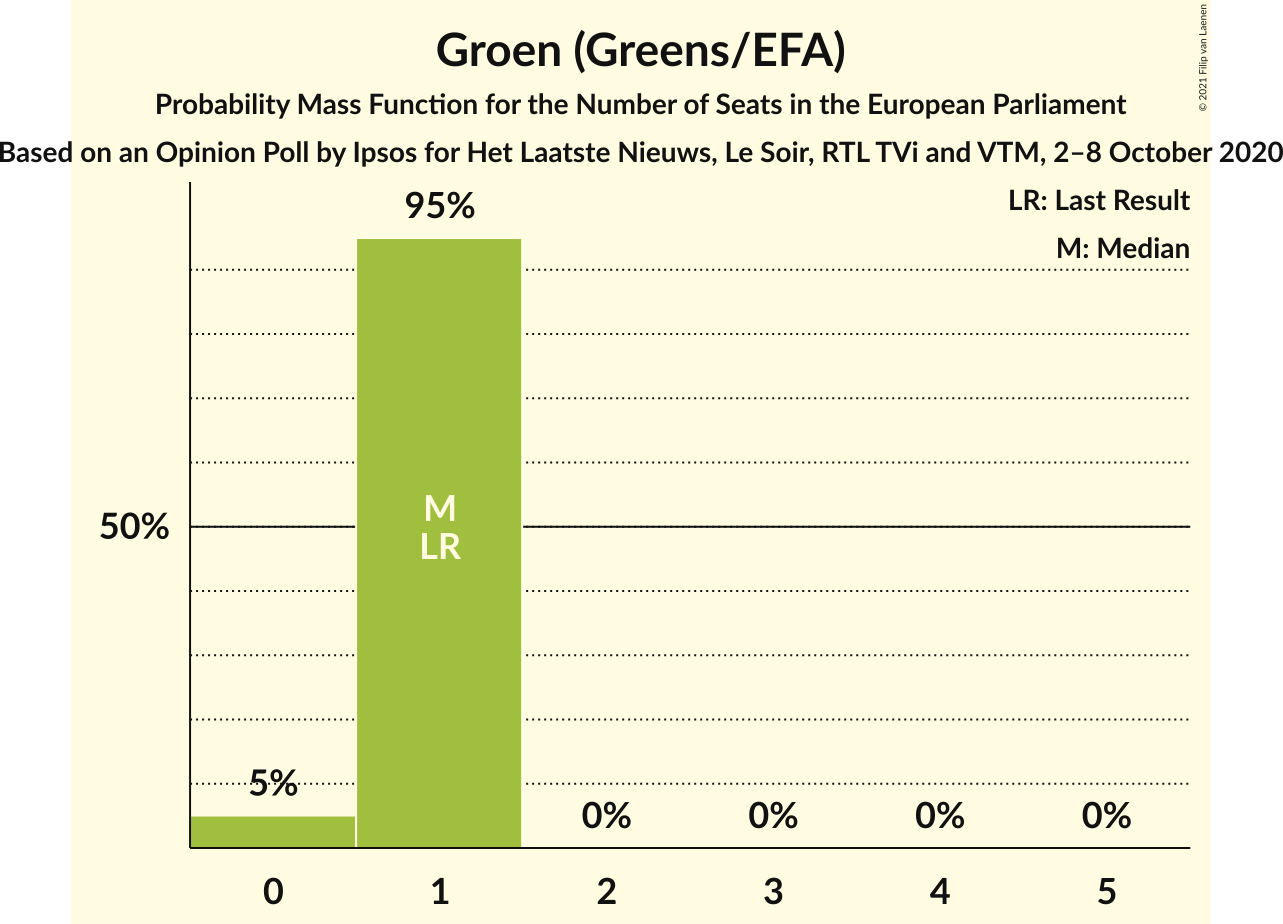 Groen (Greens/EFA)
Probability Mass Function for the Number of Seats in the European Parliament
Based on an Opinion Poll by Ipsos for Het Laatste Nieuws, Le Soir, RTL TVi and VTM, 2–8 October 2020
© 2021 Filip van Laenen
LR: Last Result
M: Median
95%
M
LR
50%
5%
0%
0%
0%
0%
0 1 2 3 4 5